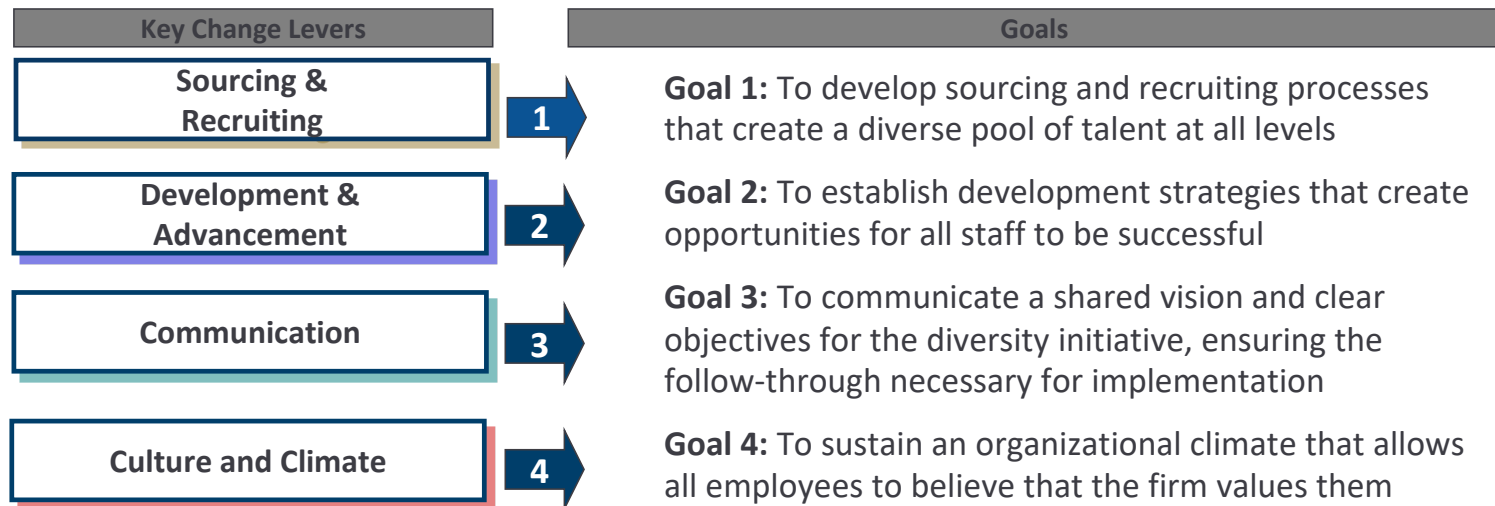 Key Change Levers
Goals
Sourcing &
Recruiting
1
Goal 1: To develop sourcing and recruiting processes
that create a diverse pool of talent at all levels
Development &
Advancement
2
Goal 2: To establish development strategies that create
opportunities for all staff to be successful
Communication
3
Goal 3: To communicate a shared vision and clear
objectives for the diversity initiative, ensuring the
follow-through necessary for implementation
Culture and Climate
4
Goal 4: To sustain an organizational climate that allows
all employees to believe that the firm values them